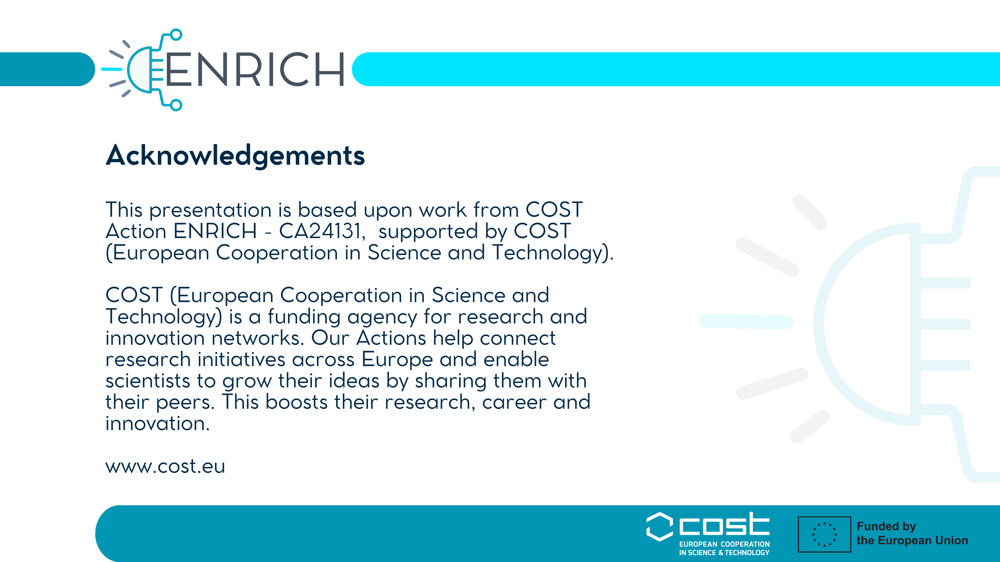 ENRICH
Acknowledgements
This presentation is based upon work from COST
Action ENRICH - CA24131,  supported by COST
(European Cooperation in Science and Technology).
COST (European Cooperation in Science and
Technology) is a funding agency for research and
innovation networks. Our Actions help connect
research initiatives across Europe and enable
scientists to grow their ideas by sharing them with
their peers. This boosts their research, career and
innovation.
www.cost.eu
cost
EUROPEAN COOPERATION
IN SCIENCE & TECHNOLOGY
Funded by
the European Union